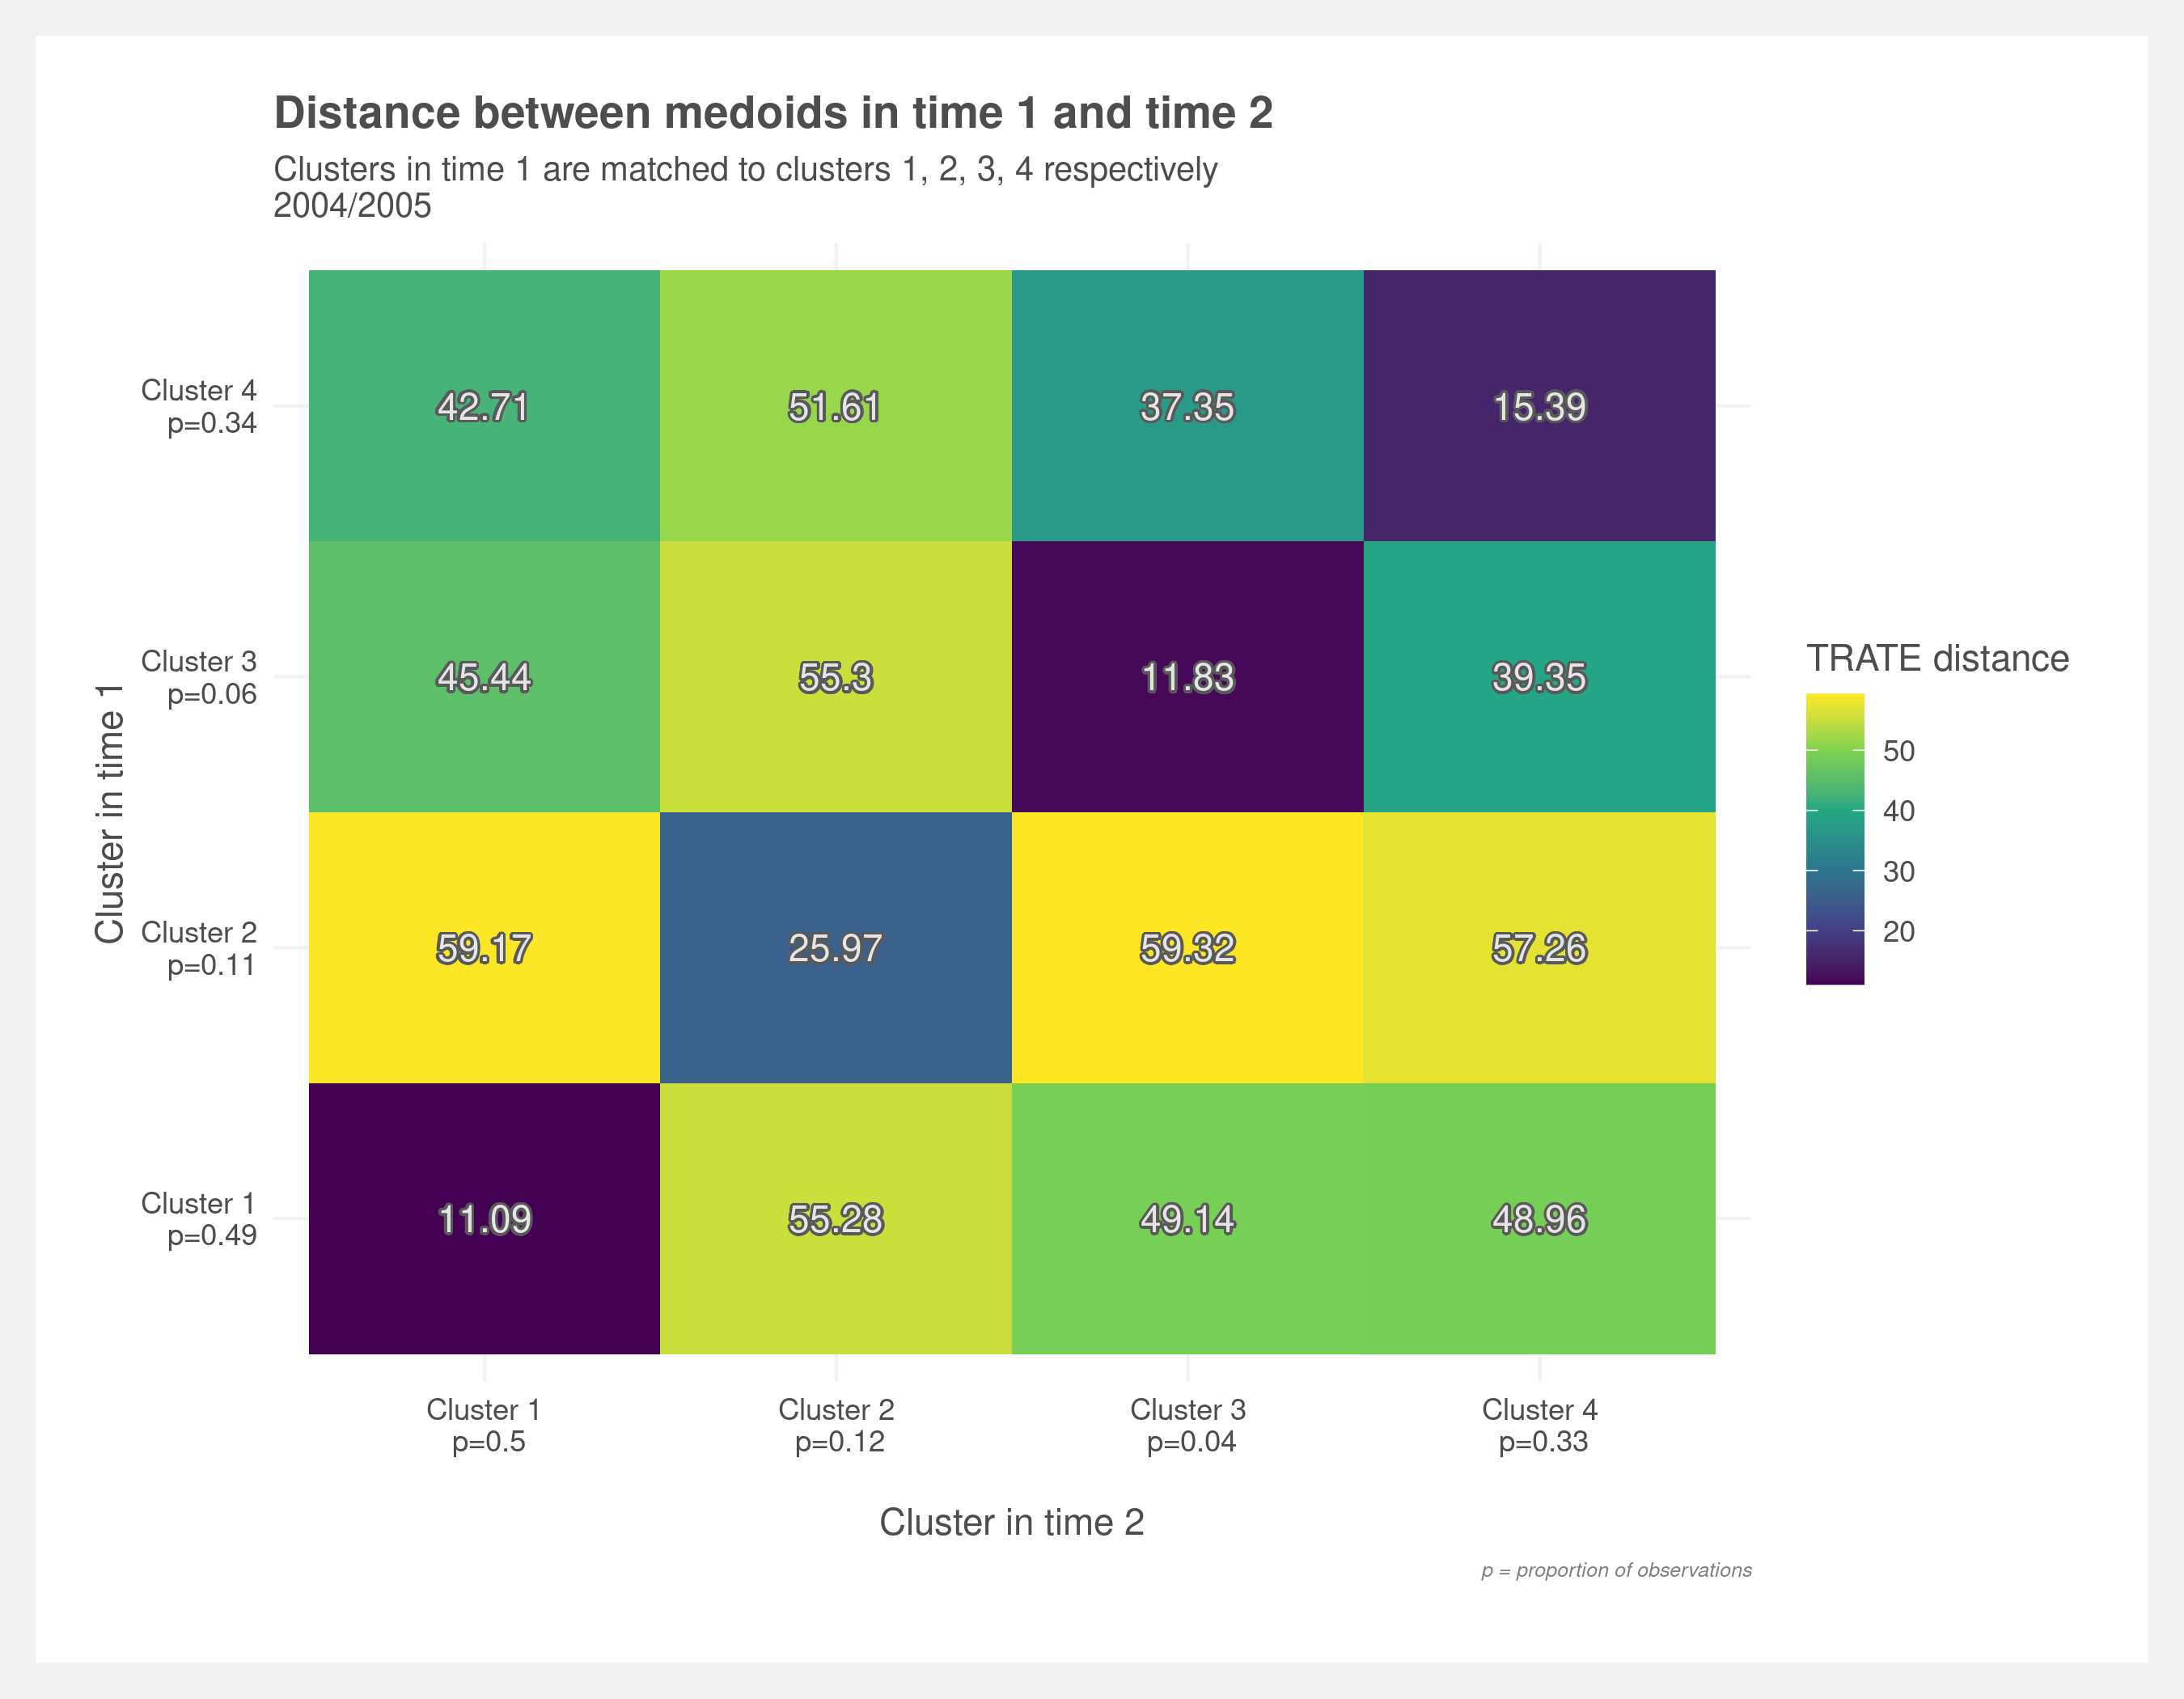 Distance between medoids in time 1 and time 2
Clusters in time 1 are matched to clusters 1, 2, 3, 4 respectively
2004/2005
Cluster in time 1
Cluster 4
p=0.34
42.71 51.61 37.35 15.39
Cluster 3
p=0.06
45.44 55.3 11.83 39.35
Cluster 2
p=0.11
59.17 25.97 59.32 57.26
Cluster 1
p=0.49
11.09 55.28 49.14 48.96
Cluster 1 Cluster 2 Cluster 3 Cluster 4
p=0.5 p=0.12 p=0.04 p=0.33
Cluster in time 2
p = proportion of observations
TRATE distance
50
40
30
20